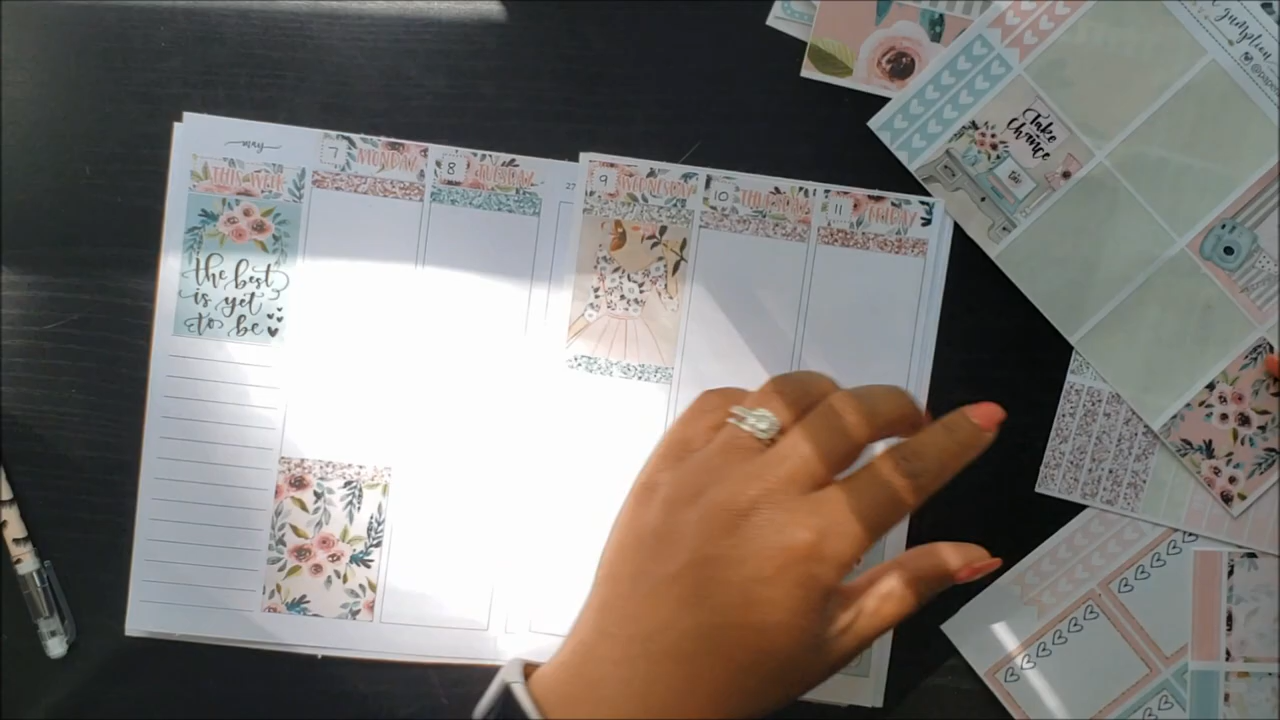 may
THIS WEEK
the best
is yet
to be
7 MONDAY
8 TUESDAY
27
9 WEDNESDAY
10 THURSDAY
11 FRIDAY
Take a
Chance
gumption